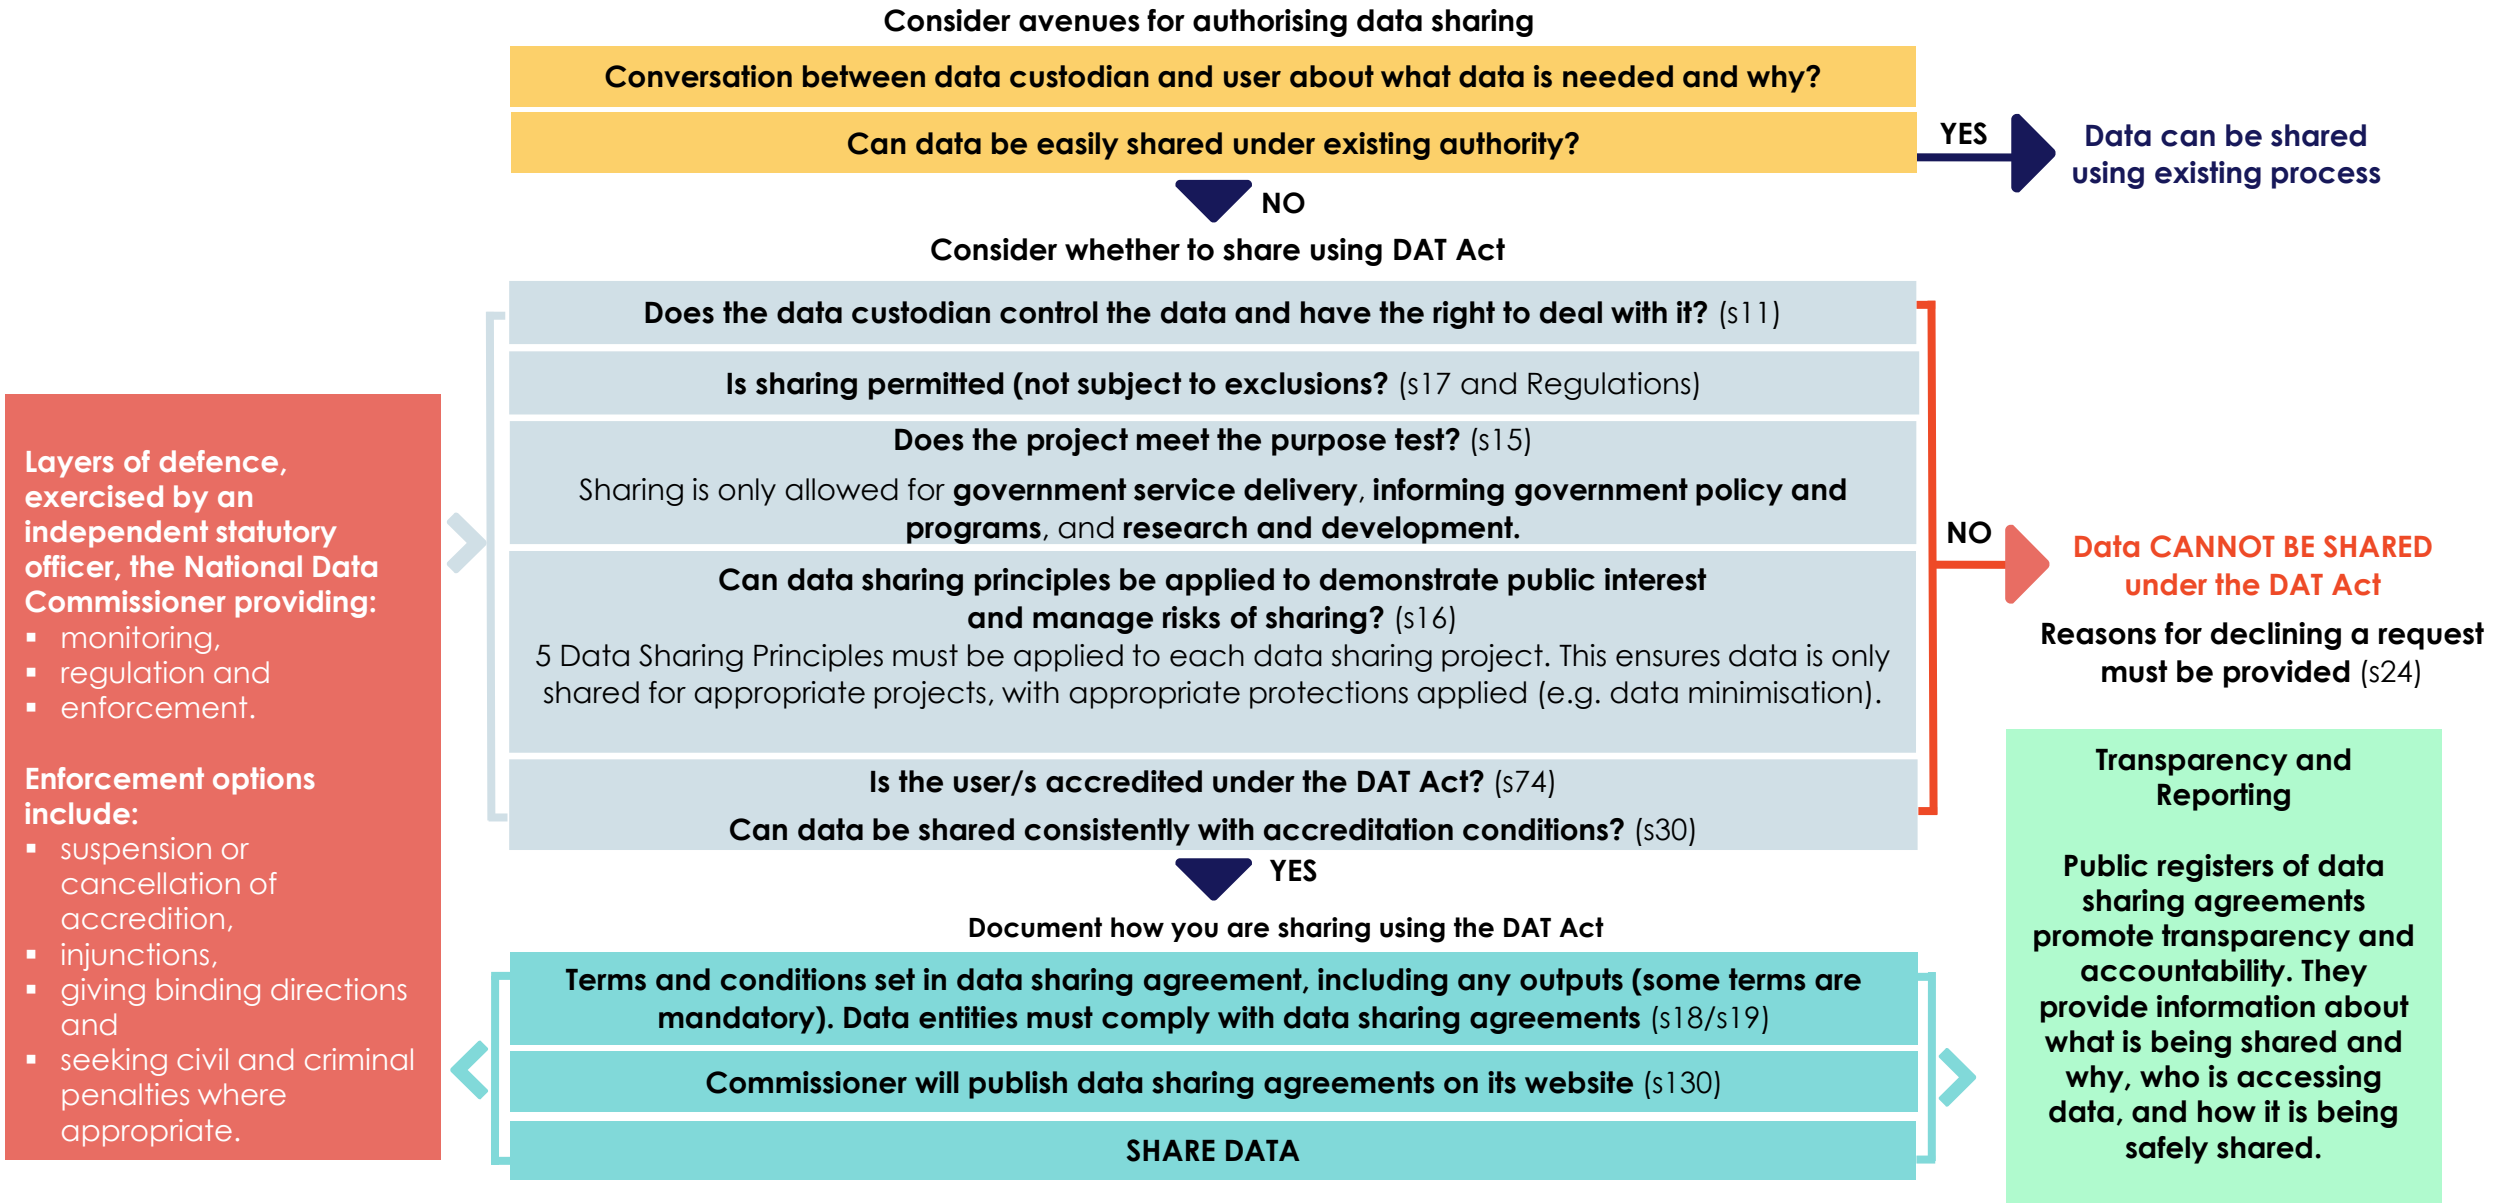 Consider avenues for authorising data sharing
Conversation between data custodian and user about what data is needed and why?
Can data be easily shared under existing authority?
YES
Data can be shared
using existing process
NO
Consider whether to share using DAT Act
Does the data custodian control the data and have the right to deal with it? (s11)
Is sharing permitted (not subject to exclusions? (s17 and Regulations)
Does the project meet the purpose test? (s15)
Sharing is only allowed for government service delivery, informing government policy and
programs, and research and development.
Can data sharing principles be applied to demonstrate public interest
and manage risks of sharing? (s16)
5 Data Sharing Principles must be applied to each data sharing project. This ensures data is only
shared for appropriate projects, with appropriate protections applied (e.g. data minimisation).
Is the user/s accredited under the DAT Act? (s74)
Can data be shared consistently with accreditation conditions? (s30)
NO
Data CANNOT BE SHARED
under the DAT Act
Reasons for declining a request
must be provided (s24)
YES
Document how you are sharing using the DAT Act
Terms and conditions set in data sharing agreement, including any outputs (some terms are
mandatory). Data entities must comply with data sharing agreements (s18/s19)
Commissioner will publish data sharing agreements on its website (s130)
SHARE DATA
Layers of defence,
exercised by an
independent statutory
officer, the National Data
Commissioner providing:
▪ monitoring,
▪ regulation and
▪ enforcement.
Enforcement options
include:
▪ suspension or
cancellation of
accredition,
▪ injunctions,
▪ giving binding directions
and
▪ seeking civil and criminal
penalties where
appropriate.
Transparency and
Reporting
Public registers of data
sharing agreements
promote transparency and
accountability. They
provide information about
what is being shared and
why, who is accessing
data, and how it is being
safely shared.